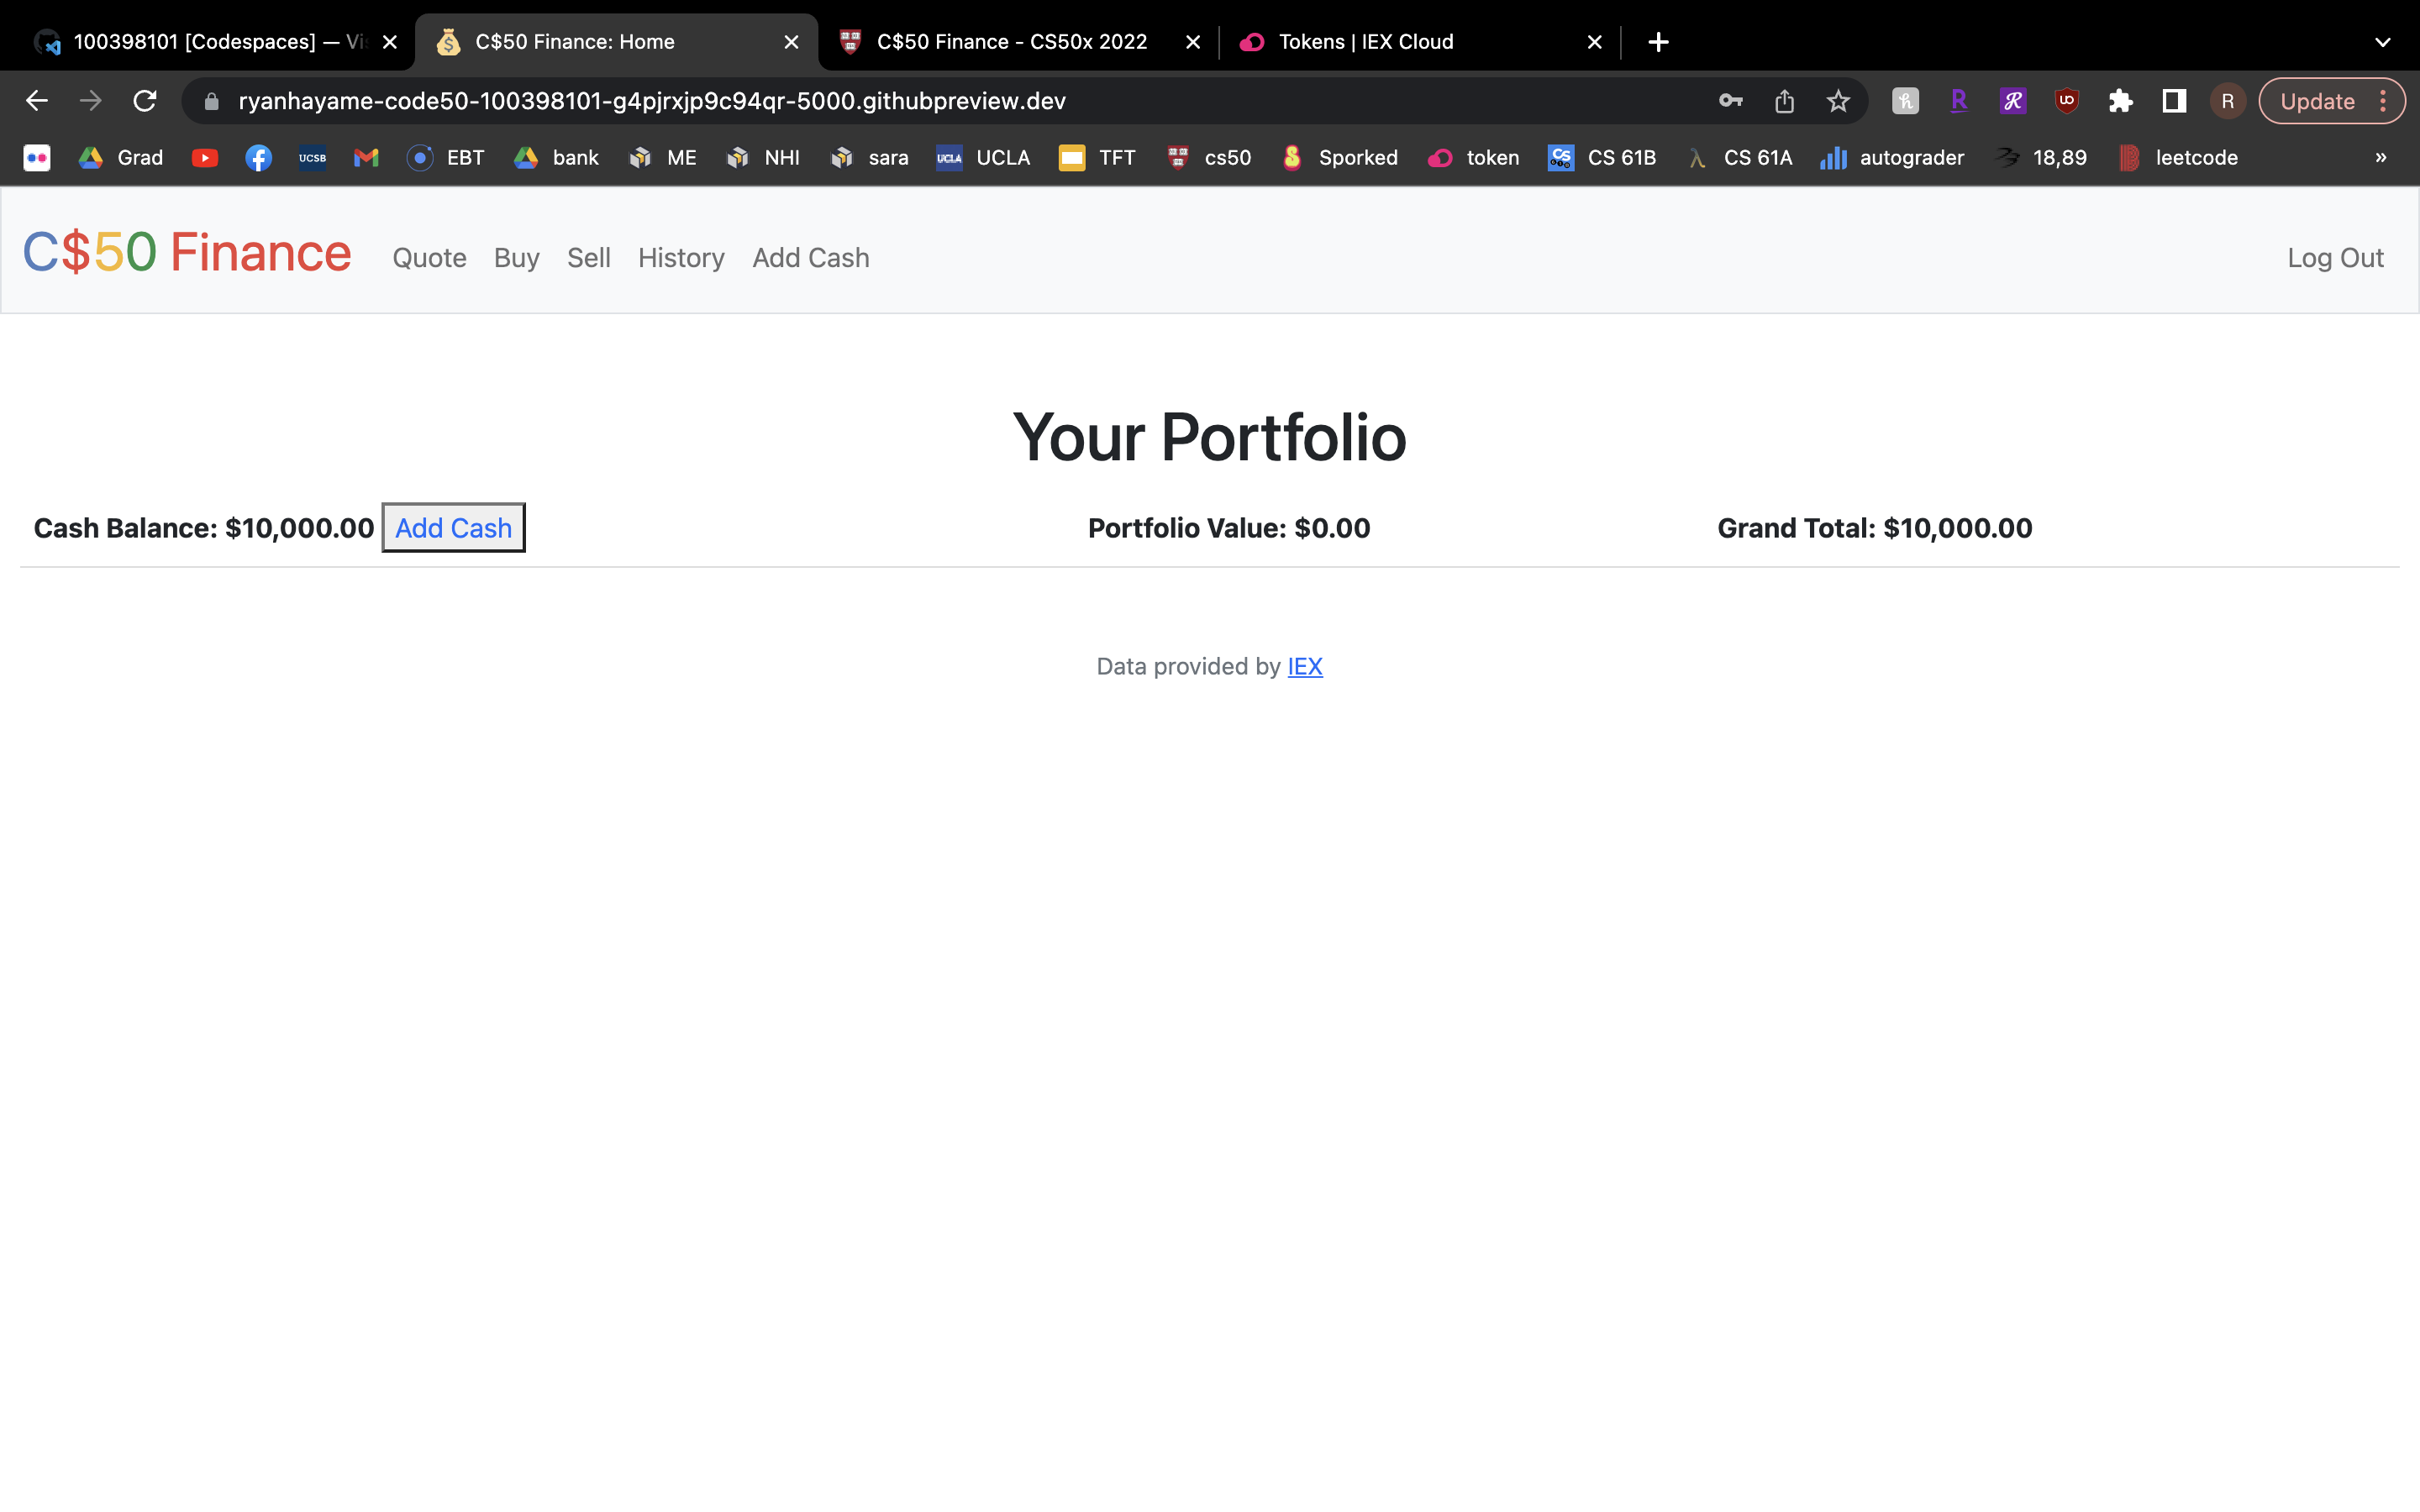 100398101 [Codespaces] — Vi
C$50 Finance: Home
C$50 Finance - CS50x 2022
Tokens | IEX Cloud
ryanhayame-code50-100398101-g4pjrxjp9c94qr-5000.githubpreview.dev
R
Update
Grad
UCSB
EBT
bank
ME
NHI
sara
UCLA
UCLA
TFT
cs50
Sporked
token
CS 61B
CS 61A
autograder
18,89
leetcode
»
C$50 Finance
Quote
Buy
Sell
History
Add Cash
Log Out
Your Portfolio
Cash Balance: $10,000.00 Add Cash
Portfolio Value: $0.00
Grand Total: $10,000.00
Data provided by IEX